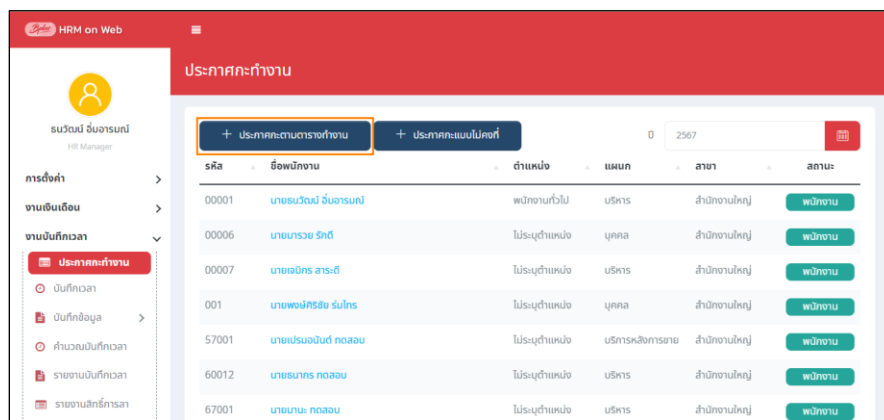 Byte HRM on Web
ประกาศกะทำงาน
ธนวัฒน์ อิ่มอารมณ์
HR Manager
การตั้งค่า
งานเงินเดือน
งานบันทึกเวลา
ประกาศกะทำงาน
บันทึกเวลา
บันทึกข้อมูล
คำนวณบันทึกเวลา
รายงานบันทึกเวลา
รายงานสิทธิ์การลา
+ ประกาศกะตามตารางทำงาน + ประกาศกะแบบไม่คงที่ ปี 2567
รหัส ชื่อพนักงาน ตำแหน่ง แผนก สาขา สถานะ
00001 นายธนวัฒน์ อิ่มอารมณ์ พนักงานทั่วไป บริหาร สำนักงานใหญ่ พนักงาน
00006 นายมารวย รักดี ไม่ระบุตำแหน่ง บุคคล สำนักงานใหญ่ พนักงาน
00007 นายเจมิกร สาระดี ไม่ระบุตำแหน่ง บริหาร สำนักงานใหญ่ พนักงาน
001 นายพงษ์ศิริชัย ร่มไทร ไม่ระบุตำแหน่ง บุคคล สำนักงานใหญ่ พนักงาน
57001 นายเปรมอนันต์ ทดสอบ ไม่ระบุตำแหน่ง บริการหลังการขาย สำนักงานใหญ่ พนักงาน
60012 นายธนากร ทดสอบ ไม่ระบุตำแหน่ง บริหาร สำนักงานใหญ่ พนักงาน
67001 นายมานะ ทดสอบ ไม่ระบุตำแหน่ง บริหาร สำนักงานใหญ่ พนักงาน